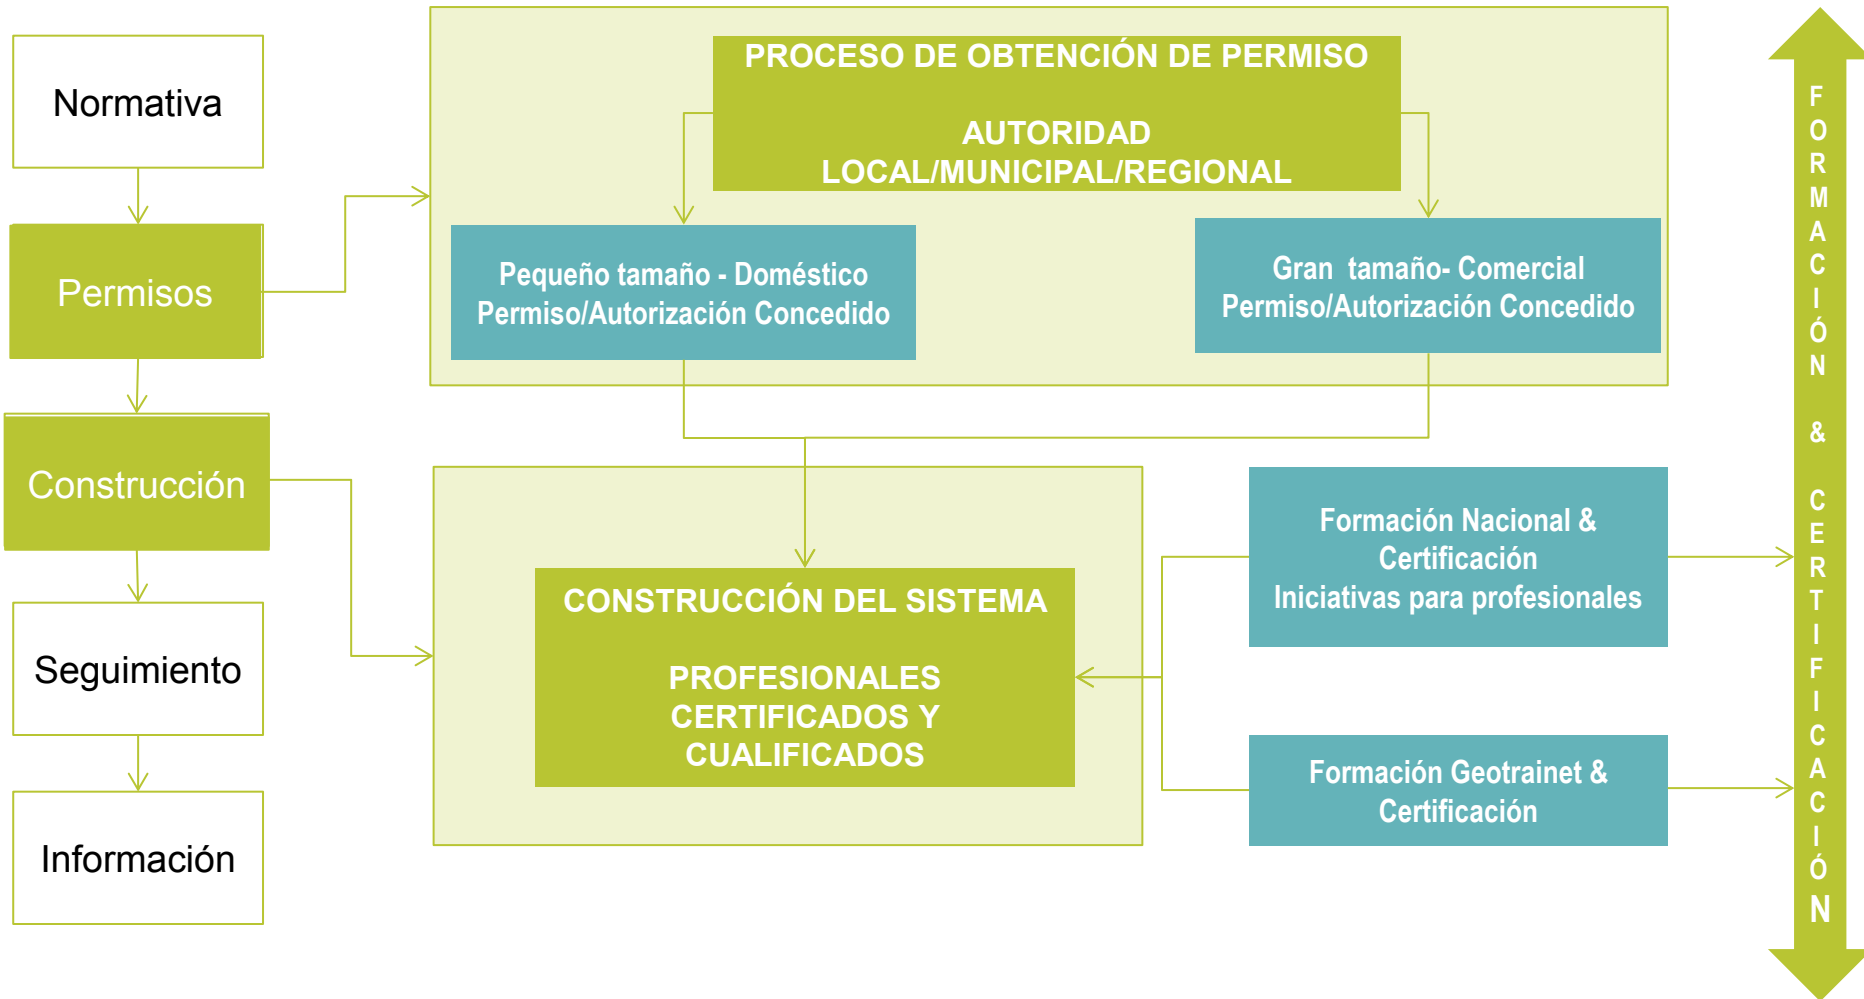 Normativa
Permisos
Construcción
Seguimiento
Información
PROCESO DE OBTENCIÓN DE PERMISO
AUTORIDAD
LOCAL/MUNICIPAL/REGIONAL
Pequeño tamaño - Doméstico
Permiso/Autorización Concedido
Gran  tamaño- Comercial
Permiso/Autorización Concedido
CONSTRUCCIÓN DEL SISTEMA
PROFESIONALES
CERTIFICADOS Y
CUALIFICADOS
Formación Nacional &
Certificación
Iniciativas para profesionales
Formación Geotrainet &
Certificación
FORMACIÓN & CERTIFICACIÓN